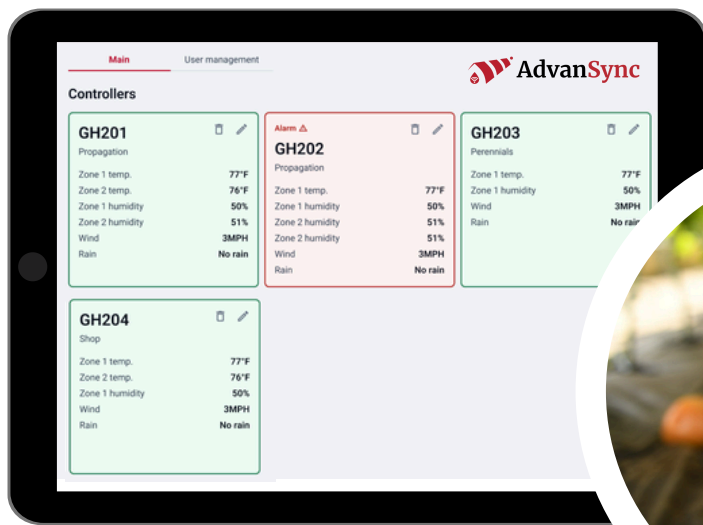 Main
User management
AdvanSync
Controllers
GH201
Propagation
Zone 1 temp. 77°F
Zone 2 temp. 76°F
Zone 1 humidity 50%
Zone 2 humidity 51%
Wind 3MPH
Rain No rain
Alarm
GH202
Propagation
Zone 1 temp. 77°F
Zone 1 humidity 50%
Zone 2 humidity 51%
Zone 2 humidity 51%
Wind 3MPH
Rain No rain
GH203
Perennials
Zone 1 temp. 77°F
Zone 1 humidity 50%
Wind 3MPH
Rain No rain
GH204
Shop
Zone 1 temp. 77°F
Zone 2 temp. 76°F
Zone 1 humidity 50%
Wind 3MPH
Rain No rain